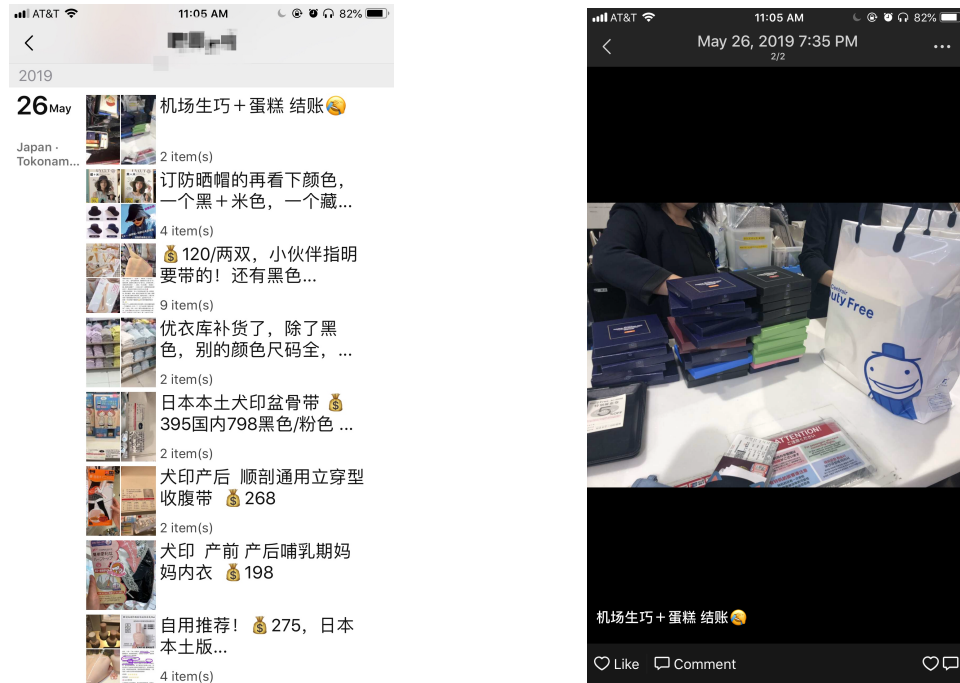 AT&T 11:05 AM 82%
2019
26 May
Japan ·
Tokonam...
机场生巧＋蛋糕 结账
2 item(s)
订防晒帽的再看下颜色，
一个黑＋米色，一个藏...
4 item(s)
💰120/两双，小伙伴指明
要带的！还有黑色...
9 item(s)
优衣库补货了，除了黑
色，别的颜色尺码全，...
2 item(s)
日本本土犬印盆骨带 💰
395国内798黑色/粉色 ...
2 item(s)
犬印产后 顺剖通用立穿型
收腹带 💰268
2 item(s)
犬印 产前 产后哺乳期妈
妈内衣 💰198
自用推荐！💰275，日本
本土版...
4 item(s)
AT&T 11:05 AM 82%
May 26, 2019 7:35 PM
2/2
uty Free
ATTENTION!
机场生巧＋蛋糕 结账
Like Comment